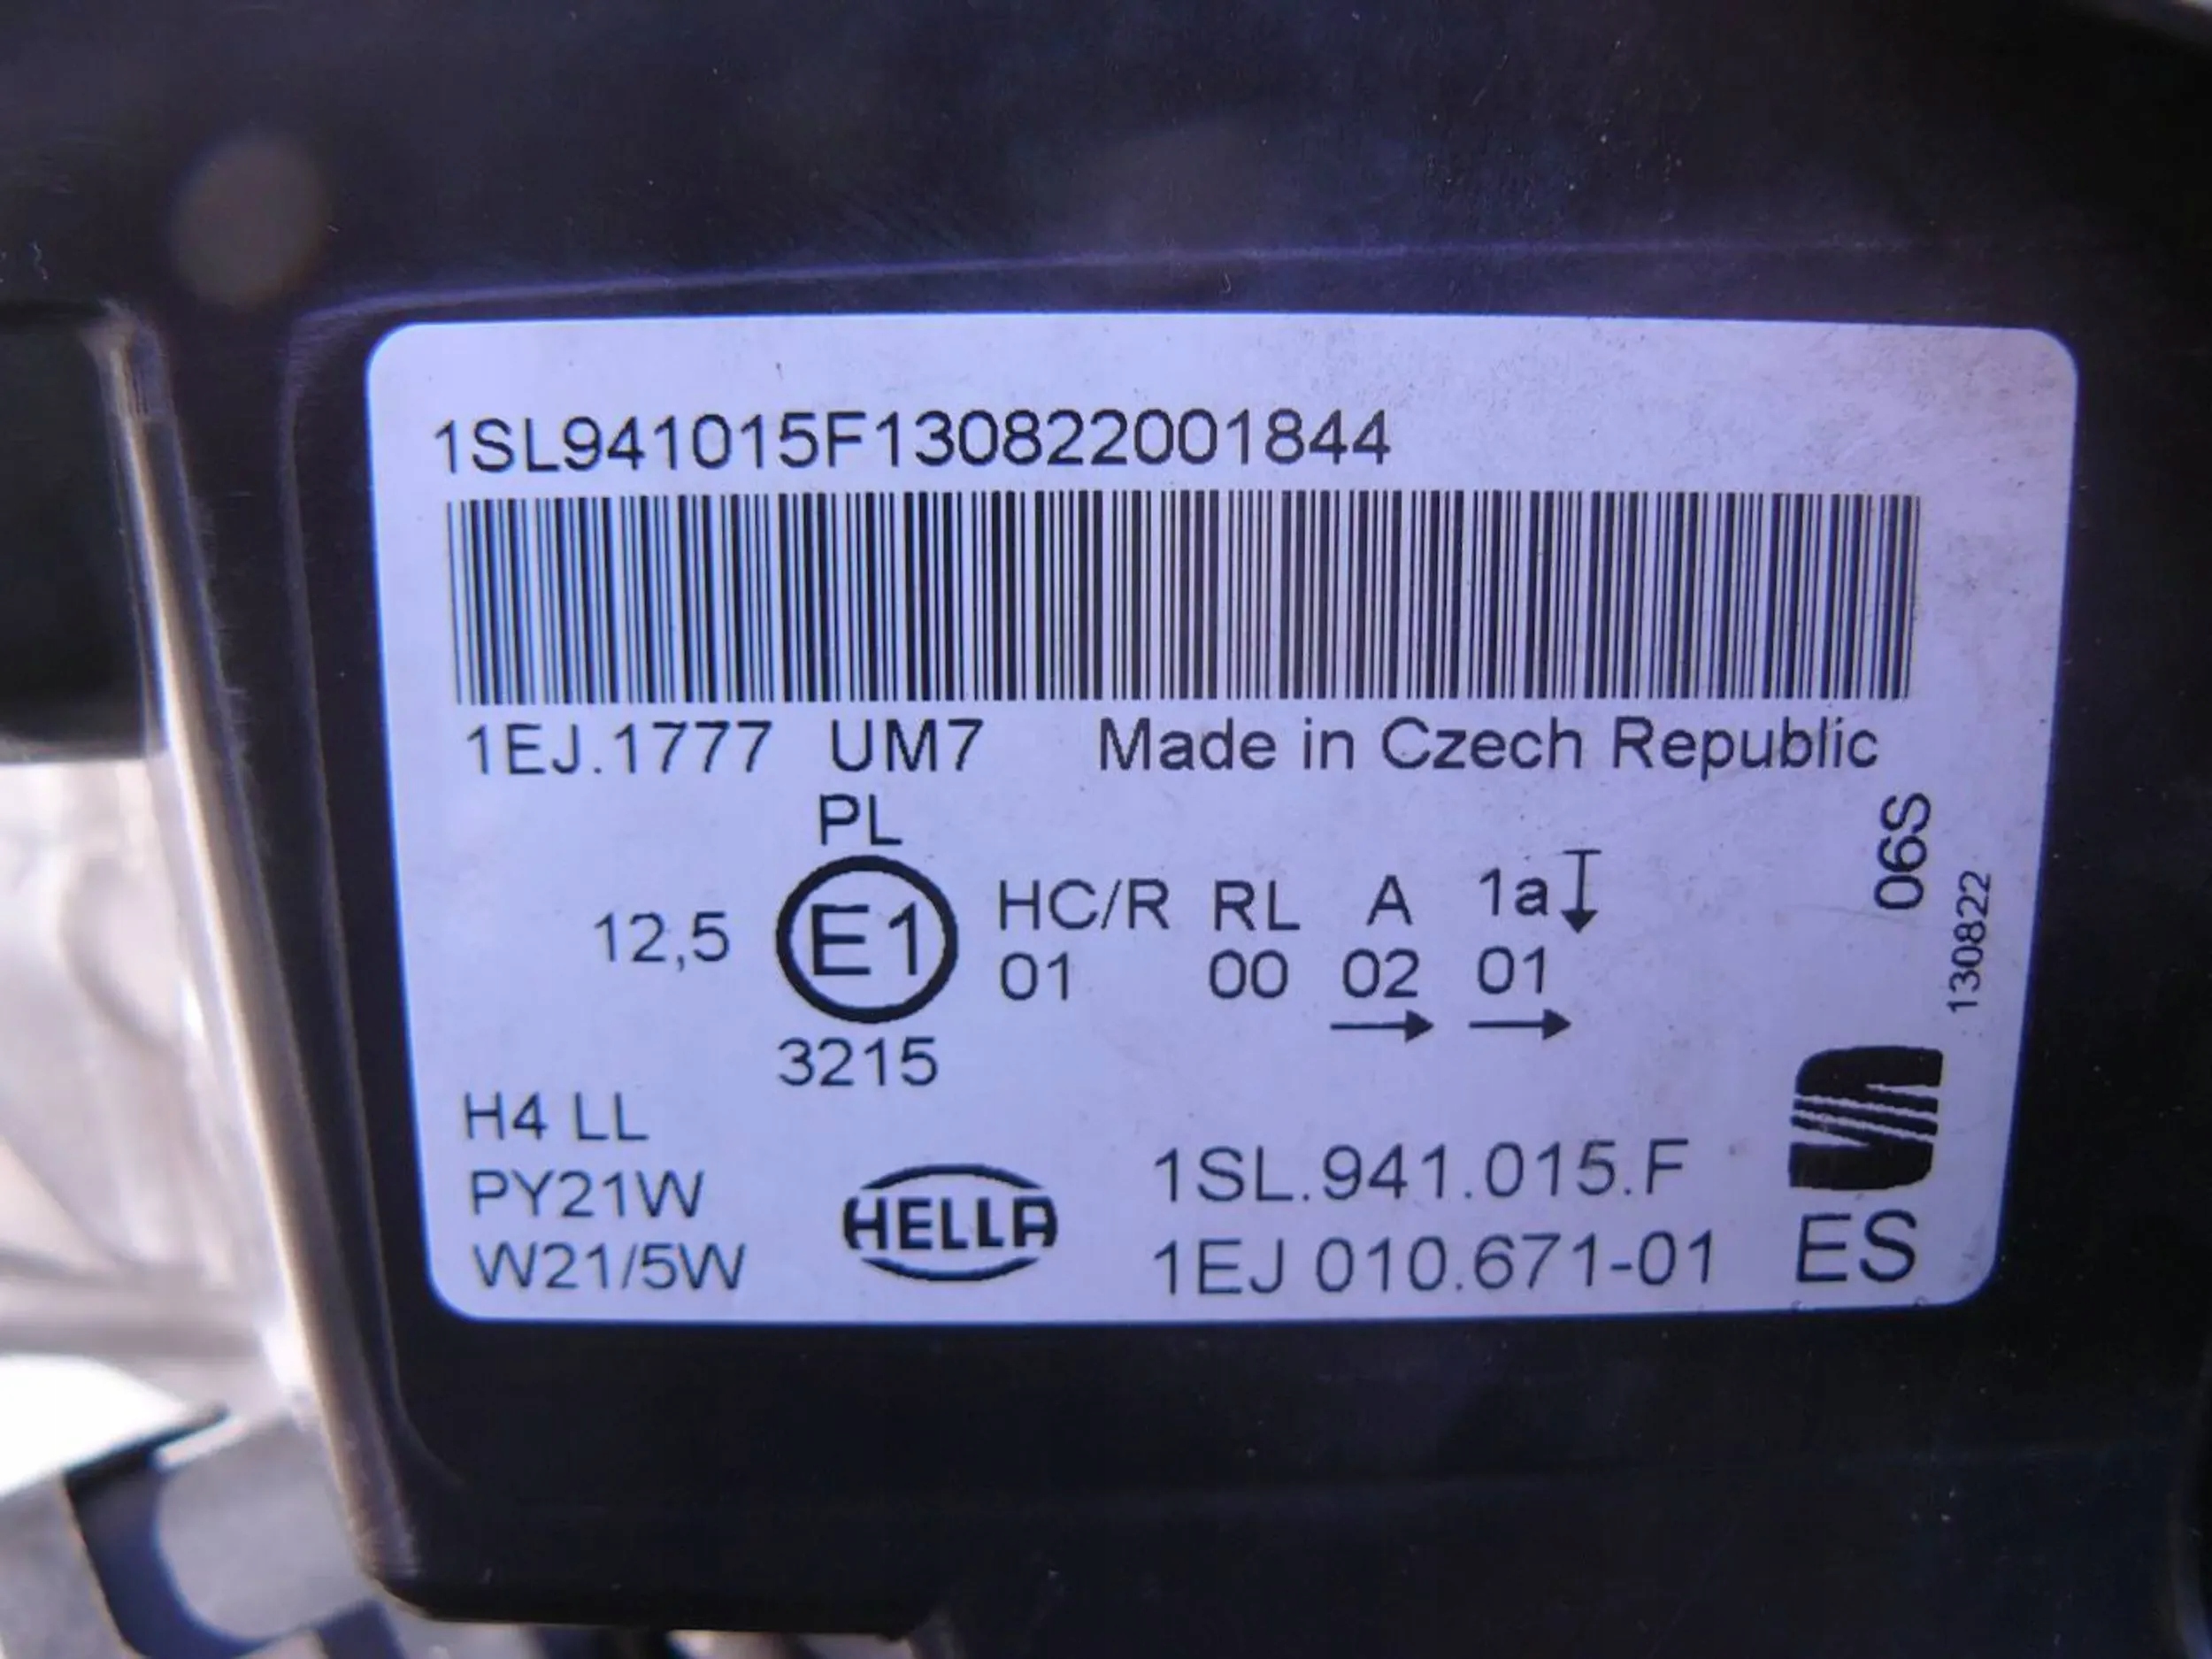 1SL941015F130822001844
1EJ.1777 UM7 Made in Czech Republic
PL
12,5 E1 HC/R RL A 1a
01 00 02 01
3215
06S
130822
H4 LL
PY21W
W21/5W
HELLA
1SL.941.015.F
1EJ 010.671-01
ES